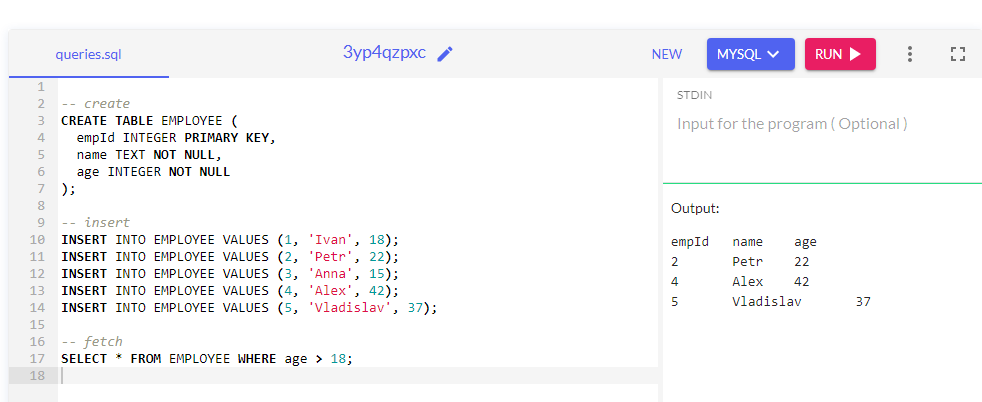 queries.sql
3yp4qzpxc
NEW
MYSQL
RUN
1
2 -- create
3 CREATE TABLE EMPLOYEE (
4   empId INTEGER PRIMARY KEY,
5   name TEXT NOT NULL,
6   age INTEGER NOT NULL
7 );
8
9 -- insert
10 INSERT INTO EMPLOYEE VALUES (1, 'Ivan', 18);
11 INSERT INTO EMPLOYEE VALUES (2, 'Petr', 22);
12 INSERT INTO EMPLOYEE VALUES (3, 'Anna', 15);
13 INSERT INTO EMPLOYEE VALUES (4, 'Alex', 42);
14 INSERT INTO EMPLOYEE VALUES (5, 'Vladislav', 37);
15
16 -- fetch
17 SELECT * FROM EMPLOYEE WHERE age > 18;
18
STDIN
Input for the program ( Optional )
Output:
empId name age
2 Petr 22
4 Alex 42
5 Vladislav 37